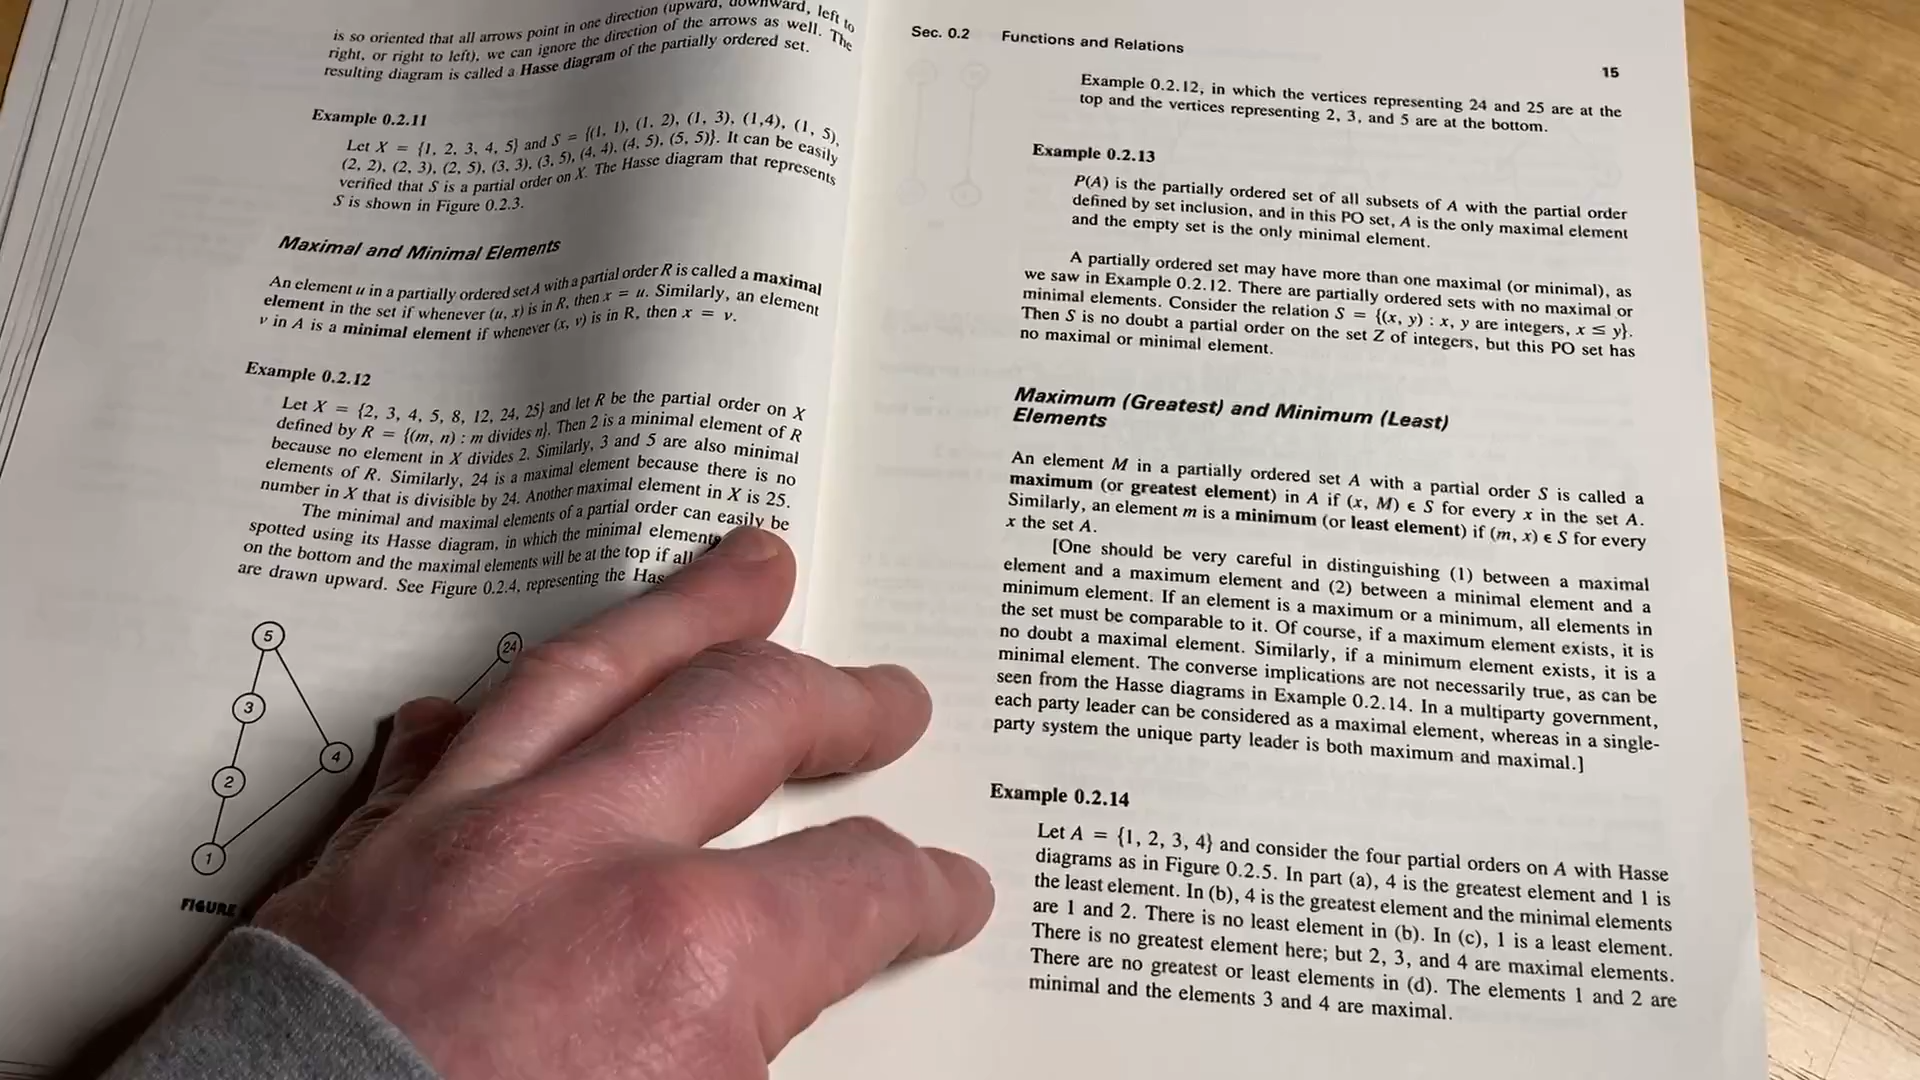 is so oriented that all arrows point in one direction (upward, downward, left to
right, or right to left), we can ignore the direction of the arrows as well. The
resulting diagram is called a Hasse diagram of the partially ordered set.
Example 0.2.11
Let X = {1, 2, 3, 4, 5} and S = {(1, 1), (1, 2), (1, 3), (1,4), (1, 5),
(2, 2), (2, 3), (2, 5), (3, 3), (3, 5), (4, 4), (4, 5), (5, 5)}. It can be easily
verified that S is a partial order on X. The Hasse diagram that represents
S is shown in Figure 0.2.3.
Maximal and Minimal Elements
An element u in a partially ordered set A with a partial order R is called a maximal
element in the set if whenever (u, x) is in R, then x = u. Similarly, an element
v in A is a minimal element if whenever (x, v) is in R, then x = v.
Example 0.2.12
Let X = {2, 3, 4, 5, 8, 12, 24, 25} and let R be the partial order on X
defined by R = {(m, n) : m divides n}. Then 2 is a minimal element of R
because no element in X divides 2. Similarly, 3 and 5 are also minimal
elements of R. Similarly, 24 is a maximal element because there is no
number in X that is divisible by 24. Another maximal element in X is 25.
The minimal and maximal elements of a partial order can easily be
spotted using its Hasse diagram, in which the minimal elements
on the bottom and the maximal elements will be at the top if all
are drawn upward. See Figure 0.2.4, representing the Has
5
24
3
4
2
1
FIGURE
Sec. 0.2 Functions and Relations
15
Example 0.2.12, in which the vertices representing 24 and 25 are at the
top and the vertices representing 2, 3, and 5 are at the bottom.
Example 0.2.13
P(A) is the partially ordered set of all subsets of A with the partial order
defined by set inclusion, and in this PO set, A is the only maximal element
and the empty set is the only minimal element.
A partially ordered set may have more than one maximal (or minimal), as
we saw in Example 0.2.12. There are partially ordered sets with no maximal or
minimal elements. Consider the relation S = {(x, y) : x, y are integers, x ≤ y}.
Then S is no doubt a partial order on the set Z of integers, but this PO set has
no maximal or minimal element.
Maximum (Greatest) and Minimum (Least)
Elements
An element M in a partially ordered set A with a partial order S is called a
maximum (or greatest element) in A if (x, M) ϵ S for every x in the set A.
Similarly, an element m is a minimum (or least element) if (m, x) ϵ S for every
x the set A.
[One should be very careful in distinguishing (1) between a maximal
element and a maximum element and (2) between a minimal element and a
minimum element. If an element is a maximum or a minimum, all elements in
the set must be comparable to it. Of course, if a maximum element exists, it is
no doubt a maximal element. Similarly, if a minimum element exists, it is a
minimal element. The converse implications are not necessarily true, as can be
seen from the Hasse diagrams in Example 0.2.14. In a multiparty government,
each party leader can be considered as a maximal element, whereas in a single-
party system the unique party leader is both maximum and maximal.]
Example 0.2.14
Let A = {1, 2, 3, 4} and consider the four partial orders on A with Hasse
diagrams as in Figure 0.2.5. In part (a), 4 is the greatest element and 1 is
the least element. In (b), 4 is the greatest element and the minimal elements
are 1 and 2. There is no least element in (b). In (c), 1 is a least element.
There is no greatest element here; but 2, 3, and 4 are maximal elements.
There are no greatest or least elements in (d). The elements 1 and 2 are
minimal and the elements 3 and 4 are maximal.